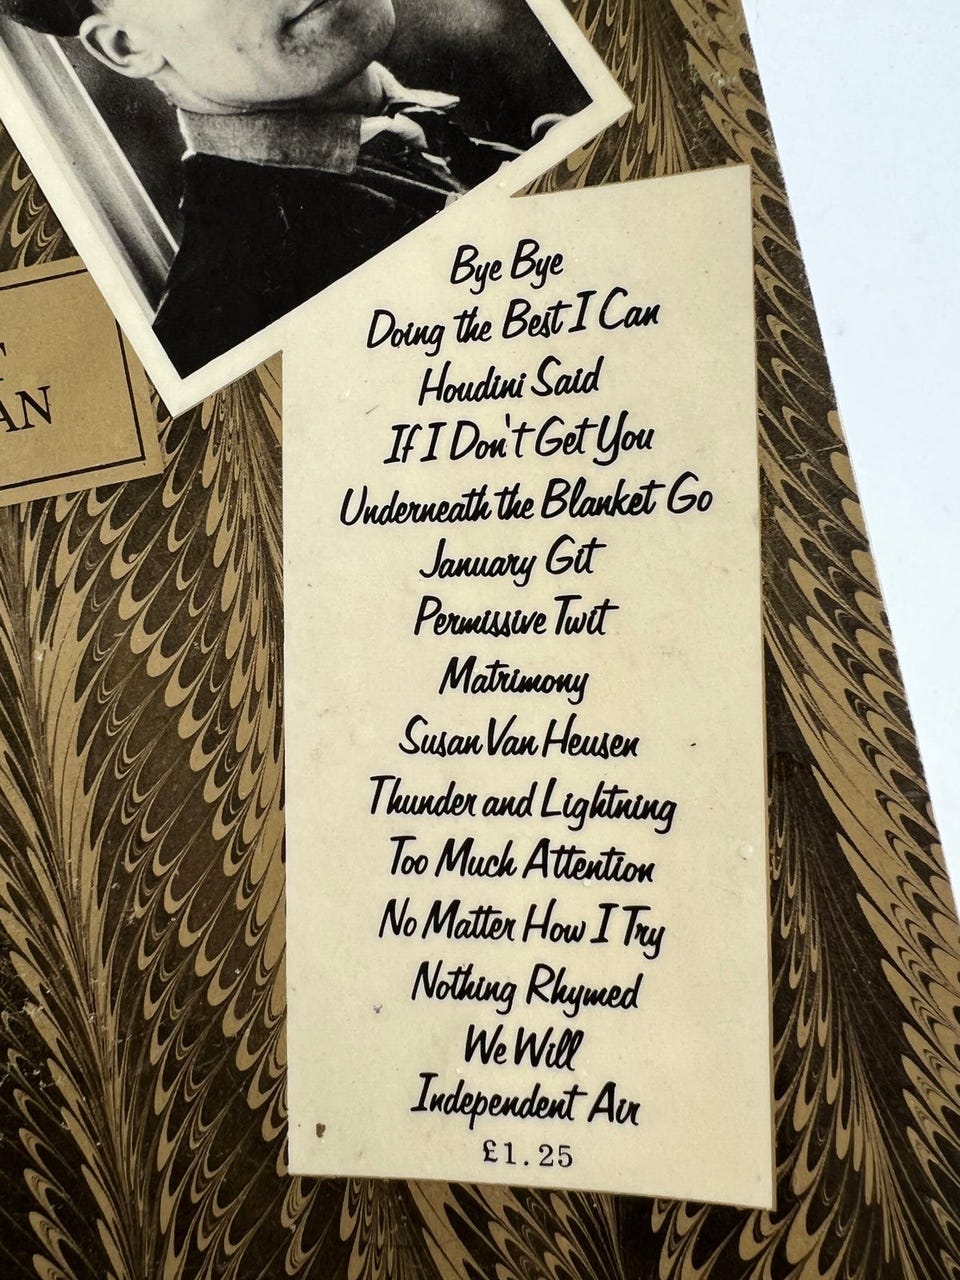 AN
Bye Bye
Doing the Best I Can
Houdini Said
If I Don't Get You
Underneath the Blanket Go
January Git
Permissive Twit
Matrimony
Susan Van Heusen
Thunder and Lightning
Too Much Attention
No Matter How I Try
Nothing Rhymed
We Will
Independent Air
£1.25